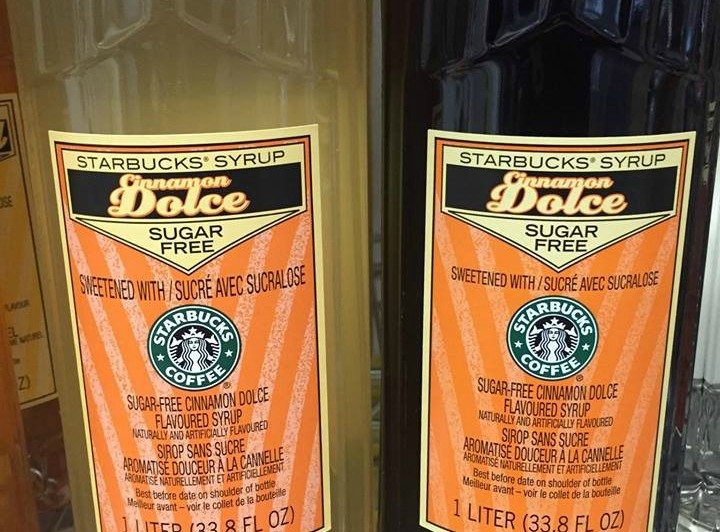 STARBUCKS® SYRUP
Cinnamon
Dolce
SUGAR
FREE
SWEETENED WITH / SUCRÉ AVEC SUCRALOSE
STARBUCKS
COFFEE
®
SUGAR-FREE CINNAMON DOLCE
FLAVOURED SYRUP
NATURALLY AND ARTIFICIALLY FLAVOURED
SIROP SANS SUCRE
AROMATISÉ DOUCEUR À LA CANNELLE
AROMATISÉ NATURELLEMENT ET ARTIFICIELLEMENT
Best before date on shoulder of bottle
Meilleur avant – voir le collet de la bouteille
1 LITER (33.8 FL OZ)
STARBUCKS® SYRUP
Cinnamon
Dolce
SUGAR
FREE
SWEETENED WITH / SUCRÉ AVEC SUCRALOSE
STARBUCKS
COFFEE
®
SUGAR-FREE CINNAMON DOLCE
FLAVOURED SYRUP
NATURALLY AND ARTIFICIALLY FLAVOURED
SIROP SANS SUCRE
AROMATISÉ DOUCEUR À LA CANNELLE
AROMATISÉ NATURELLEMENT ET ARTIFICIELLEMENT
Best before date on shoulder of bottle
Meilleur avant – voir le collet de la bouteille
1 LITER (33.8 FL OZ)